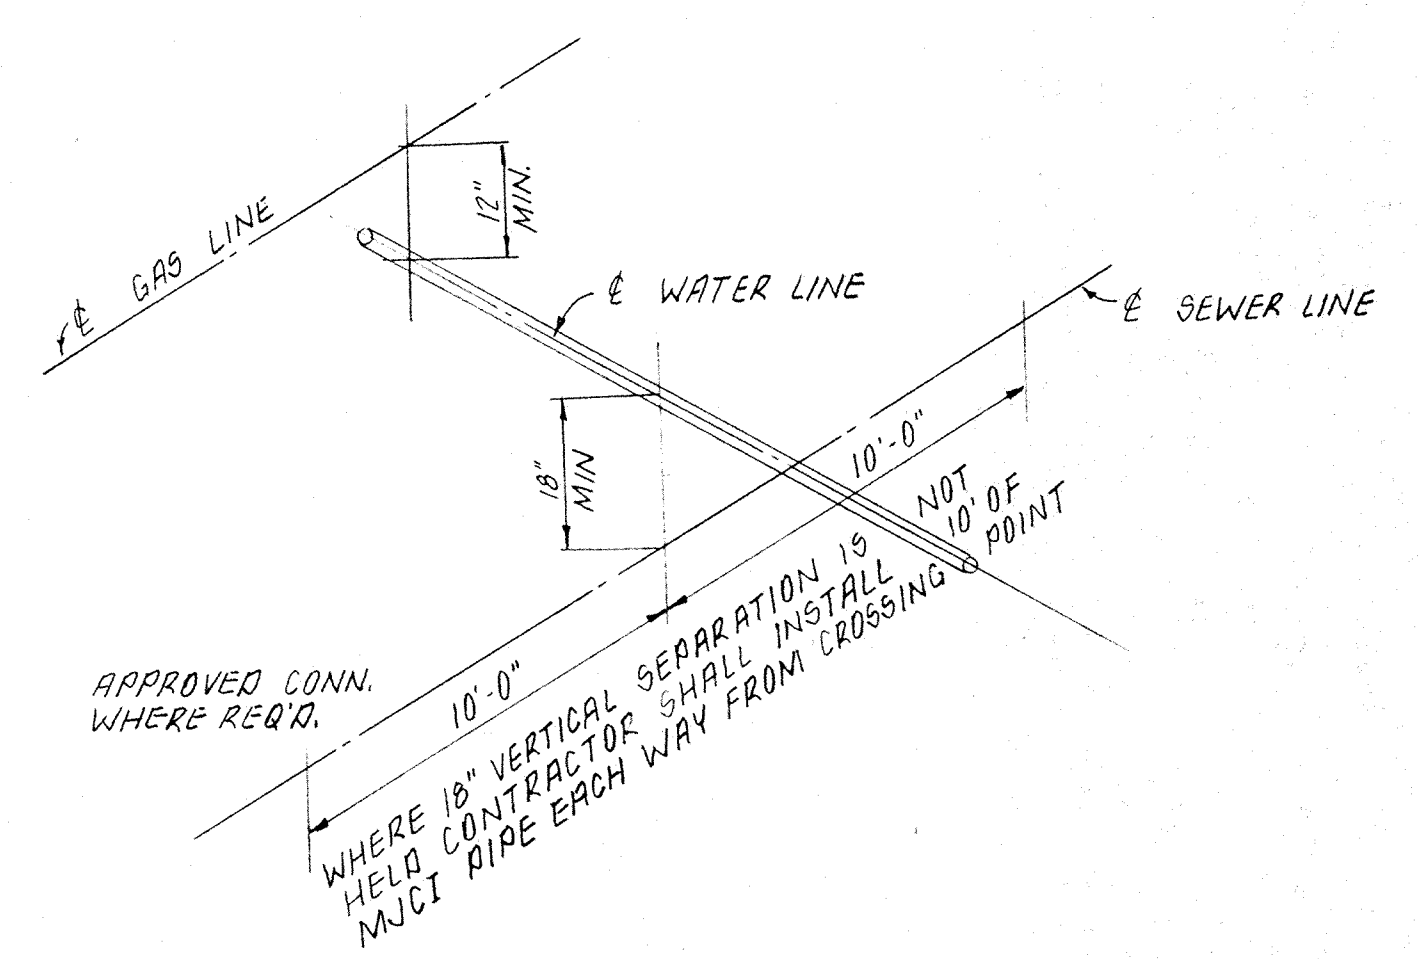 12"
MIN.
℄ GAS LINE
℄ WATER LINE
℄ SEWER LINE
18"
MIN
10'-0"
10'-0"
APPROVED CONN.
WHERE REQ'D.
WHERE 18" VERTICAL SEPARATION IS NOT
HELD CONTRACTOR SHALL INSTALL 10' OF
MJCI PIPE EACH WAY FROM CROSSING POINT